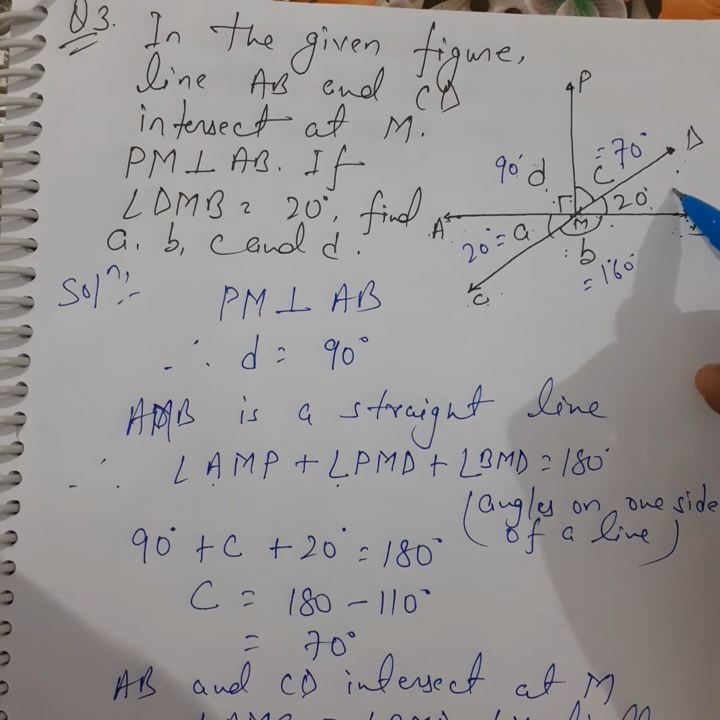 Q3. In the given figure,
line AB and CD
intersect at M.
PM ⊥ AB. If
∠DMB = 20°, find
a, b, c and d.
P
D
90° d
c = 70°
20°
A
M
20° = a
b
= 160°
C
Solⁿ:-
PM ⊥ AB
∴ d = 90°
AMB is a straight line
∴ ∠AMP + ∠PMD + ∠BMD = 180°
(angles on one side
of a line)
90° + C + 20° = 180°
C = 180 - 110°
= 70°
AB and CD intersect at M